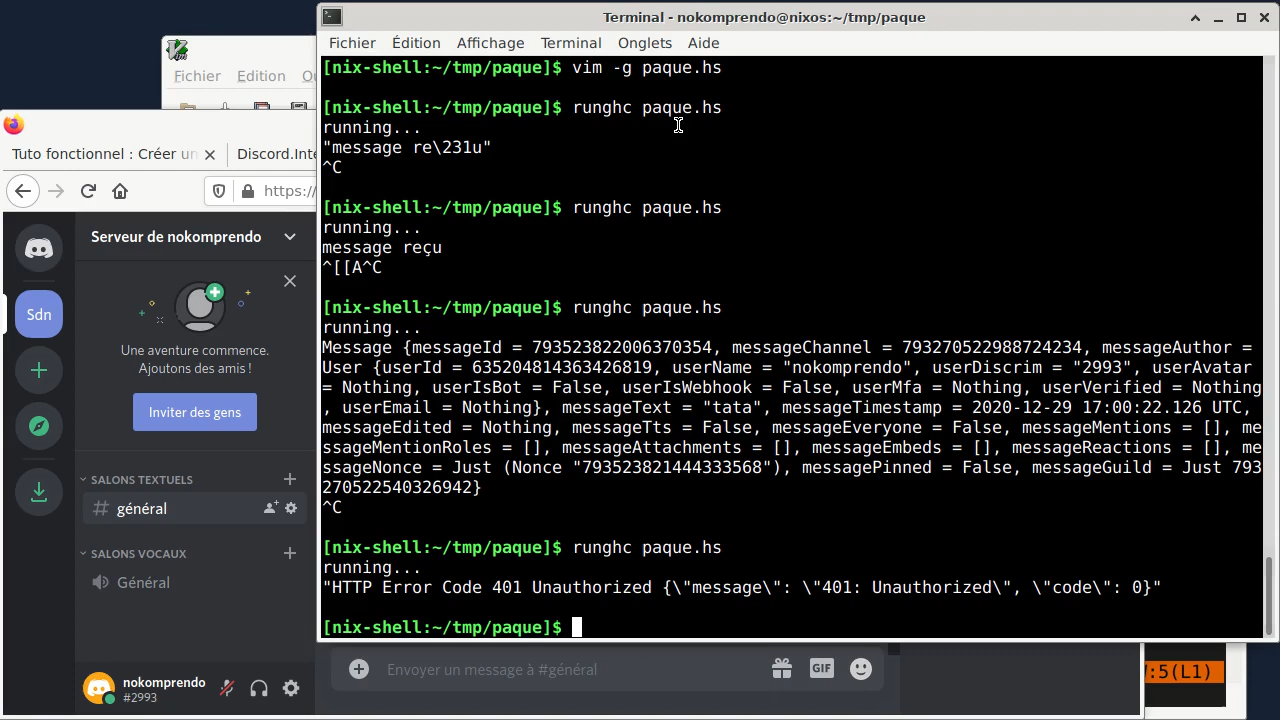 Terminal - nokomprendo@nixos:~/tmp/paque
Fichier Édition Affichage Terminal Onglets Aide
[nix-shell:~/tmp/paque]$ vim -g paque.hs
[nix-shell:~/tmp/paque]$ runghc paque.hs
running...
"message re\231u"
^C
[nix-shell:~/tmp/paque]$ runghc paque.hs
running...
message reçu
^[[A^C
[nix-shell:~/tmp/paque]$ runghc paque.hs
running...
Message {messageId = 793523822006370354, messageChannel = 793270522988724234, messageAuthor =
User {userId = 635204814363426819, userName = "nokomprendo", userDiscrim = "2993", userAvatar
= Nothing, userIsBot = False, userIsWebhook = False, userMfa = Nothing, userVerified = Nothing
, userEmail = Nothing}, messageText = "tata", messageTimestamp = 2020-12-29 17:00:22.126 UTC,
messageEdited = Nothing, messageTts = False, messageEveryone = False, messageMentions = [], me
ssageMentionRoles = [], messageAttachments = [], messageEmbeds = [], messageReactions = [], me
ssageNonce = Just (Nonce "793523821444333568"), messagePinned = False, messageGuild = Just 793
270522540326942}
^C
[nix-shell:~/tmp/paque]$ runghc paque.hs
running...
"HTTP Error Code 401 Unauthorized {\"message\": \"401: Unauthorized\", \"code\": 0}"
[nix-shell:~/tmp/paque]$
Fichier Edition
Tuto fonctionnel : Créer un Discord.Inte
https:/
Serveur de nokomprendo
Sdn
Une aventure commence.
Ajoutons des amis !
Inviter des gens
SALONS TEXTUELS
# général
SALONS VOCAUX
Général
nokomprendo
#2993
Envoyer un message à #général
GIF
:5(L1)